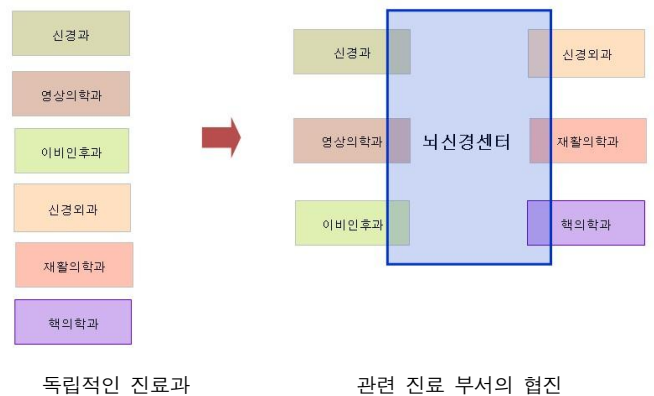 신경과
영상의학과
이비인후과
신경외과
재활의학과
핵의학과
독립적인 진료과
신경과
영상의학과
이비인후과
뇌신경센터
신경외과
재활의학과
핵의학과
관련 진료 부서의 협진